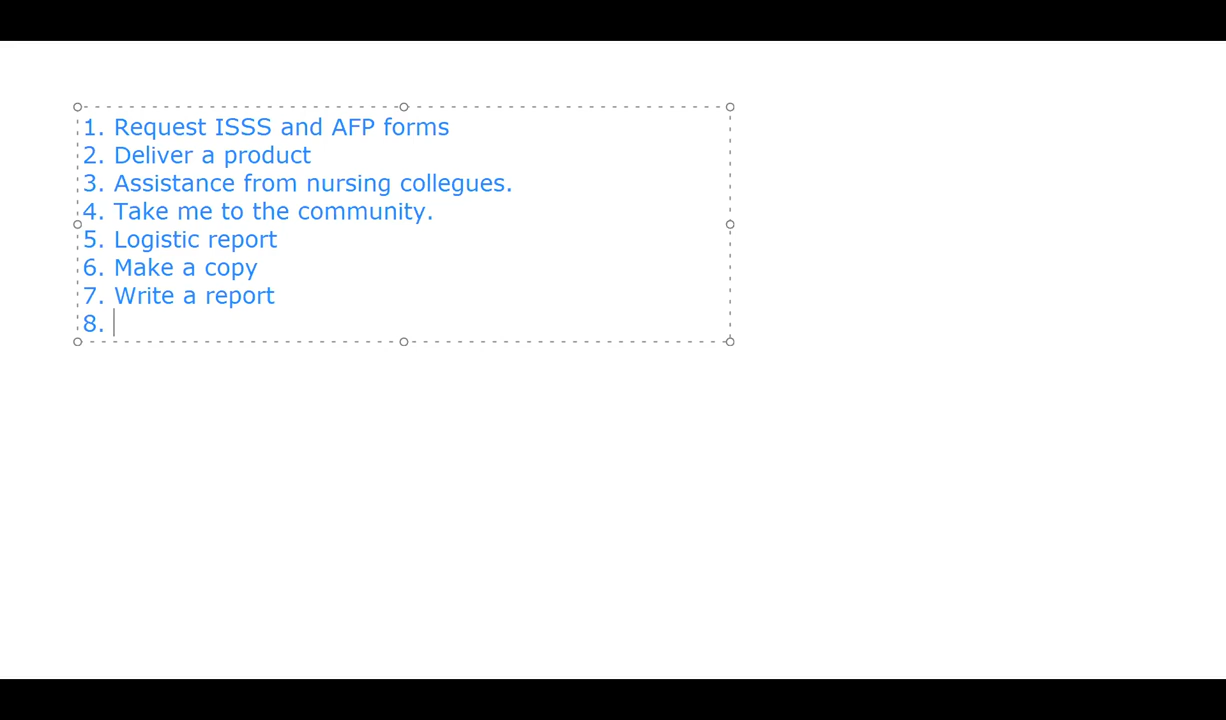 1. Request ISSS and AFP forms
2. Deliver a product
3. Assistance from nursing collegues.
4. Take me to the community.
5. Logistic report
6. Make a copy
7. Write a report
8.